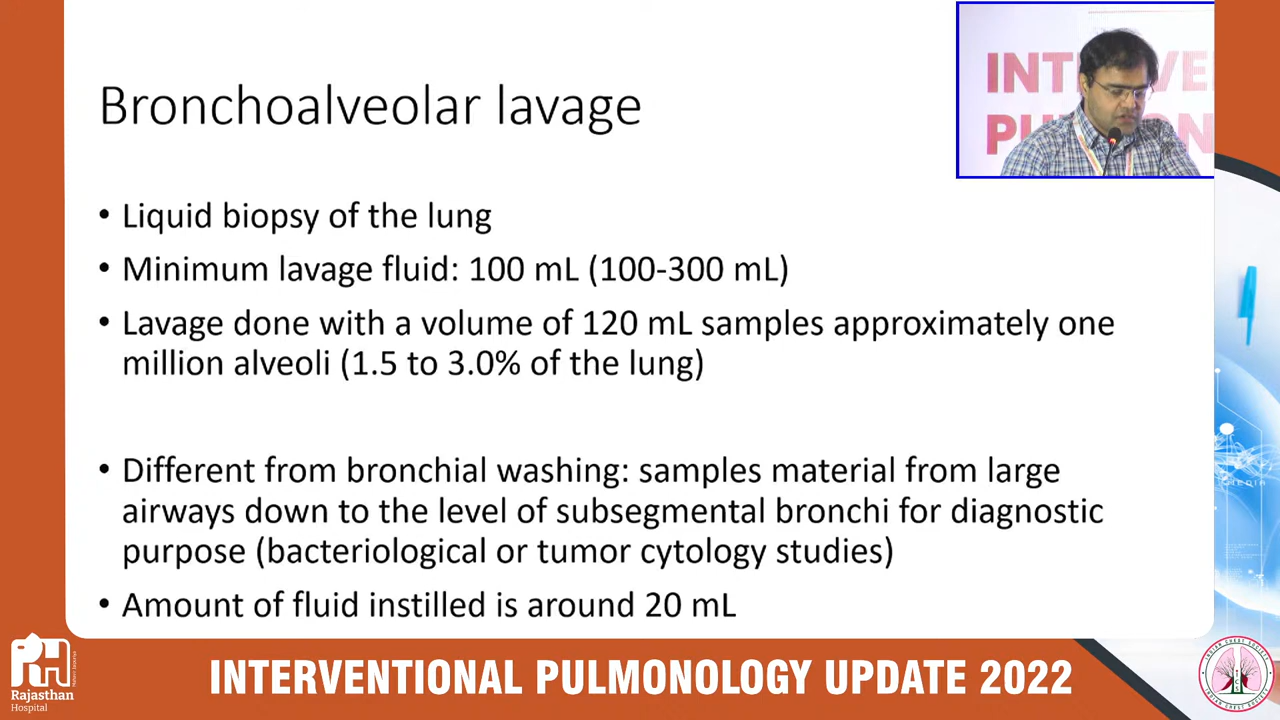 Bronchoalveolar lavage
• Liquid biopsy of the lung
• Minimum lavage fluid: 100 mL (100-300 mL)
• Lavage done with a volume of 120 mL samples approximately one
million alveoli (1.5 to 3.0% of the lung)
• Different from bronchial washing: samples material from large
airways down to the level of subsegmental bronchi for diagnostic
purpose (bacteriological or tumor cytology studies)
• Amount of fluid instilled is around 20 mL
Rajasthan
Hospital
INTERVENTIONAL PULMONOLOGY UPDATE 2022
INDIAN CHEST SOCIETY